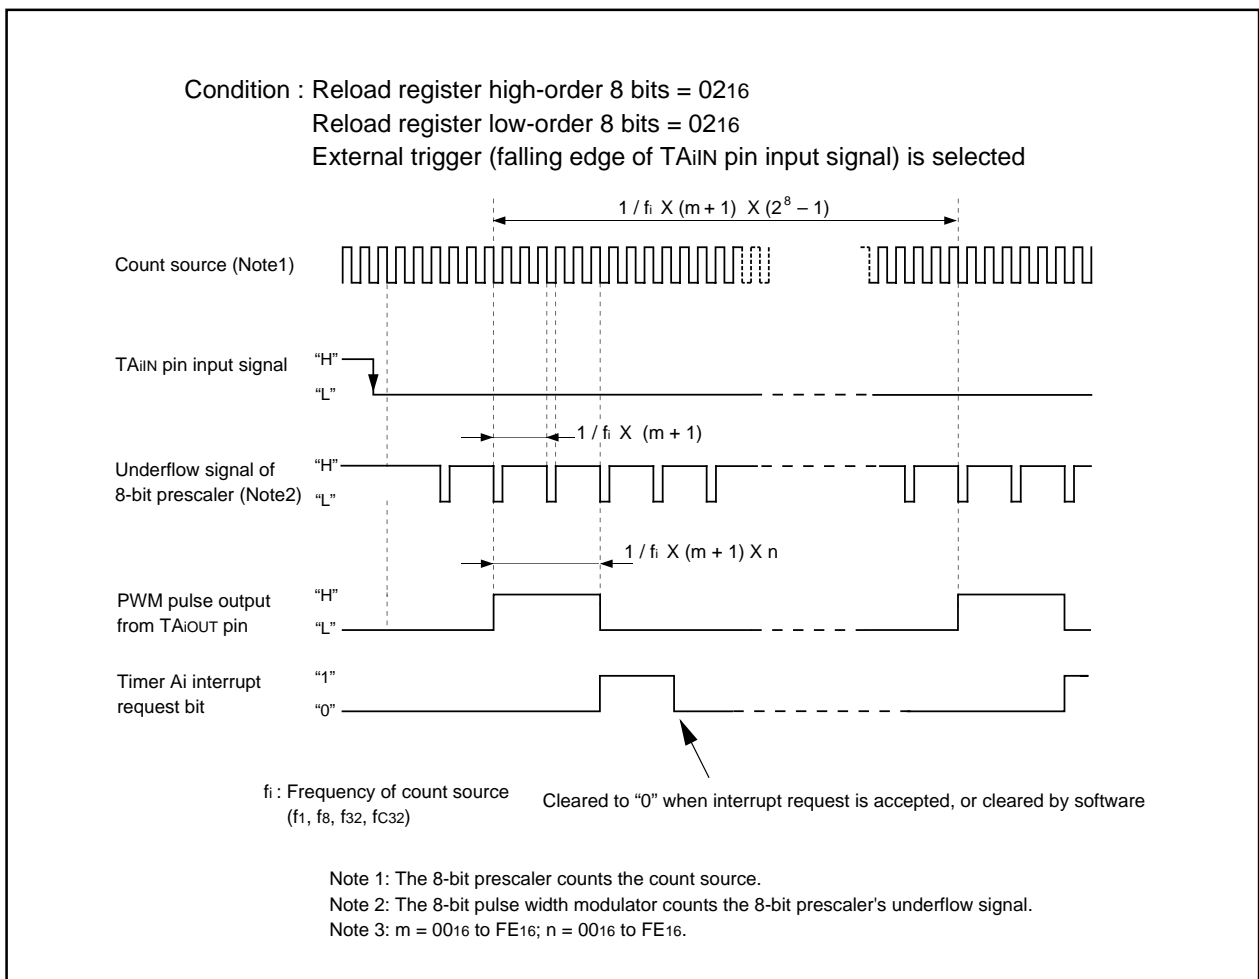 Condition : Reload register high-order 8 bits = 0216
Reload register low-order 8 bits = 0216
External trigger (falling edge of TAiIN pin input signal) is selected
1 / fi X (m + 1) X (2^8 – 1)
Count source (Note1)
TAiIN pin input signal
“H”
“L”
1 / fi X (m + 1)
Underflow signal of
8-bit prescaler (Note2)
“H”
“L”
1 / fi X (m + 1) X n
PWM pulse output
from TAiOUT pin
“H”
“L”
Timer Ai interrupt
request bit
“1”
“0”
fi : Frequency of count source
(f1, f8, f32, fC32)
Cleared to “0” when interrupt request is accepted, or cleared by software
Note 1: The 8-bit prescaler counts the count source.
Note 2: The 8-bit pulse width modulator counts the 8-bit prescaler's underflow signal.
Note 3: m = 0016 to FE16; n = 0016 to FE16.